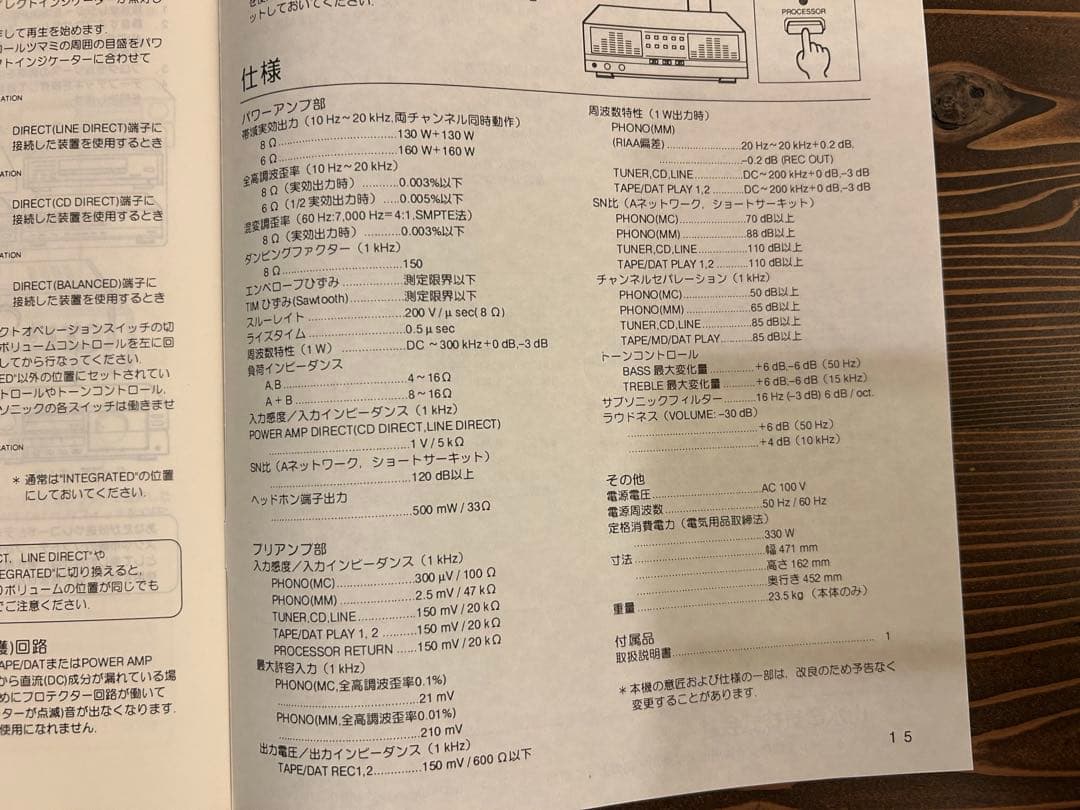 して再生を始めます.
ールツマミの周囲の目盛をパワ
クトインジケーターに合わせて
ATION
DIRECT(LINE DIRECT)端子に
接続した装置を使用するとき
ATION
DIRECT(CD DIRECT)端子に
接続した装置を使用するとき
ATION
DIRECT(BALANCED)端子に
接続した装置を使用するとき
クトオペレーションスイッチの切
ボリュームコントロールを左に回
してから行なってください.
ED"以外の位置にセットされてい
トロールやトーンコントロール,
ソニックの各スイッチは働きませ
ATION
* 通常は"INTEGRATED"の位置
にしておいてください.
CT, LINE DIRECT"や
EGRATED"に切り換えると,
りボリュームの位置が同じでも
でご注意ください.
護)回路
TAPE/DATまたはPOWER AMP
から直流(DC)成分が漏れている場
めにプロテクター回路が働いて
ターが点滅)音が出なくなります.
使用になれません.
ットしておいてください.
PROCESSOR
仕様
パワーアンプ部
帯域実効出力（10 Hz〜20 kHz,両チャンネル同時動作）
8 Ω..............................130 W+130 W
6 Ω..............................160 W+160 W
全高調波歪率（10 Hz〜20 kHz）
8 Ω（実効出力時）..........0.003%以下
6 Ω（1/2 実効出力時）..........0.005%以下
混変調歪率（60 Hz:7,000 Hz＝4:1,SMPTE法）
8 Ω（実効出力時）..............0.003%以下
ダンピングファクター（1 kHz）
8 Ω..............................150
エンベロープひずみ..................測定限界以下
TIM ひずみ(Sawtooth)..................測定限界以下
スルーレイト..................200 V/μsec(8 Ω)
ライズタイム..................0.5 μsec
周波数特性（1 W）..................DC 〜300 kHz+0 dB,−3 dB
負荷インピーダンス
A,B..............................4〜16 Ω
A＋B..............................8〜16 Ω
入力感度／入力インピーダンス（1 kHz）
POWER AMP DIRECT(CD DIRECT,LINE DIRECT)
..............................1 V / 5 kΩ
SN比（Aネットワーク，ショートサーキット）
..............................120 dB以上
ヘッドホン端子出力
..............................500 mW / 33Ω
プリアンプ部
入力感度／入力インピーダンス（1 kHz）
PHONO(MC)..................300 μV / 100 Ω
PHONO(MM)..................2.5 mV / 47 kΩ
TUNER,CD,LINE..................150 mV / 20 kΩ
TAPE/DAT PLAY 1, 2 ..........150 mV / 20 kΩ
PROCESSOR RETURN ......150 mV / 20 kΩ
最大許容入力（1 kHz）
PHONO(MC,全高調波歪率0.1%)
..............................21 mV
PHONO(MM,全高調波歪率0.01%)
..............................210 mV
出力電圧／出力インピーダンス（1 kHz）
TAPE/DAT REC1,2..........150 mV / 600 Ω以下
周波数特性（1 W出力時）
PHONO(MM)
(RIAA偏差)..................20 Hz〜20 kHz+0.2 dB,
..................−0.2 dB (REC OUT)
TUNER,CD,LINE..........DC〜200 kHz+0 dB,−3 dB
TAPE/DAT PLAY 1,2..........DC〜200 kHz+0 dB,−3 dB
SN比（Aネットワーク，ショートサーキット）
PHONO(MC)..................70 dB以上
PHONO(MM)..................88 dB以上
TUNER,CD,LINE..................110 dB以上
TAPE/DAT PLAY 1,2..................110 dB以上
チャンネルセパレーション（1 kHz）
PHONO(MC)..................50 dB以上
PHONO(MM)..................65 dB以上
TUNER,CD,LINE..................85 dB以上
TAPE/MD/DAT PLAY..........85 dB以上
トーンコントロール
BASS 最大変化量..........+6 dB,−6 dB（50 Hz）
TREBLE 最大変化量..........+6 dB,−6 dB（15 kHz）
サブソニックフィルター..........16 Hz (−3 dB) 6 dB / oct.
ラウドネス（VOLUME: −30 dB）
..............................+6 dB（50 Hz）
..............................+4 dB（10 kHz）
その他
電源電圧..............................AC 100 V
電源周波数..............................50 Hz / 60 Hz
定格消費電力（電気用品取締法）
..............................330 W
寸法..............................幅 471 mm
..............................高さ 162 mm
..............................奥行き 452 mm
重量..............................23.5 kg（本体のみ）
付属品
取扱説明書.............................. 1
＊本機の意匠および仕様の一部は，改良のため予告なく
変更することがあります.
1 5